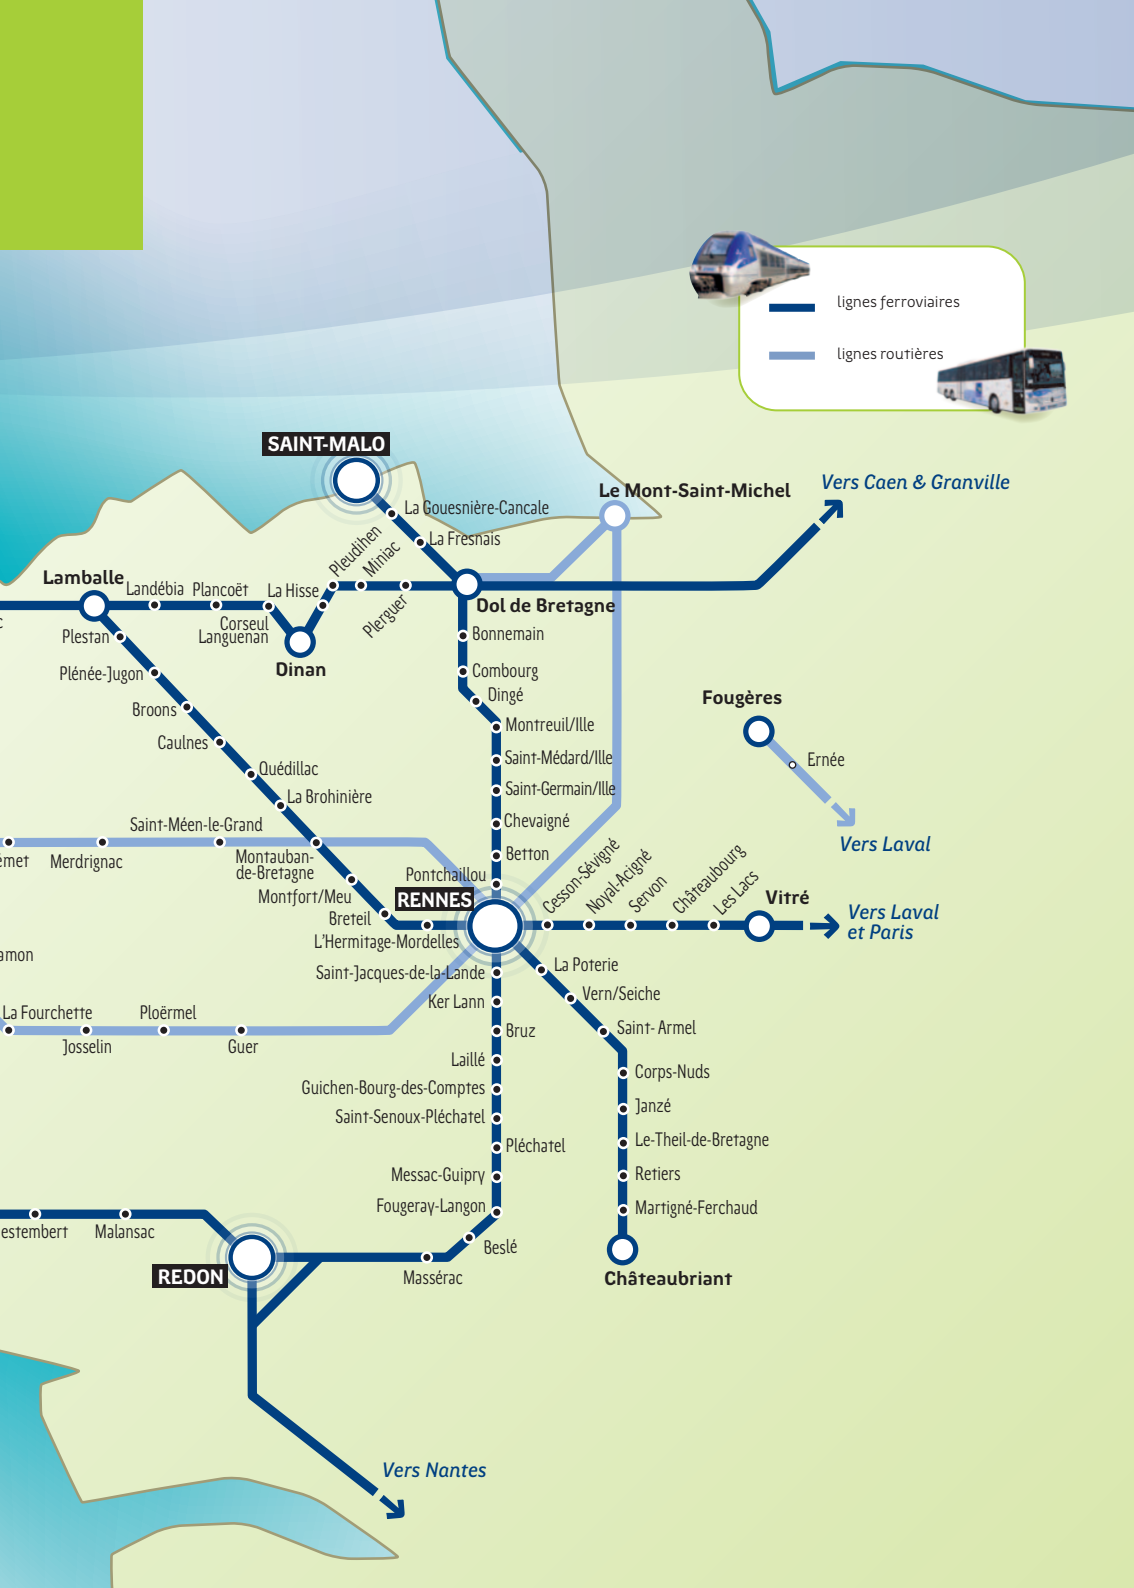 lignes ferroviaires
lignes routières
SAINT-MALO
Vers Caen & Granville
Le Mont-Saint-Michel
La Gouesnière-Cancale
La Fresnais
Pleudihen
Miniac
Plerguer
Lamballe
Landébia
Plancoët
La Hisse
Corseul
Languenan
Dinan
Dol de Bretagne
Plestan
Plénée-Jugon
Broons
Caulnes
Quédillac
La Brohinière
Bonnemain
Combourg
Dingé
Montreuil/Ille
Saint-Médard/Ille
Saint-Germain/Ille
Chevaigné
Betton
Pontchaillou
Fougères
Ernée
Vers Laval
Saint-Méen-le-Grand
émet
Merdrignac
Montauban-
de-Bretagne
Montfort/Meu
Breteil
L'Hermitage-Mordelles
RENNES
Cesson-Sévigné
Noyal-Acigné
Servon
Châteaubourg
Les Lacs
Vitré
Vers Laval
et Paris
amon
Saint-Jacques-de-la-Lande
Ker Lann
Bruz
Laillé
Guichen-Bourg-des-Comptes
Saint-Senoux-Pléchatel
Pléchatel
Messac-Guipry
Fougeray-Langon
Beslé
Massérac
La Poterie
Vern/Seiche
Saint- Armel
Corps-Nuds
Janzé
Le-Theil-de-Bretagne
Retiers
Martigné-Ferchaud
Châteaubriant
La Fourchette
Josselin
Ploërmel
Guer
estembert
Malansac
REDON
Vers Nantes